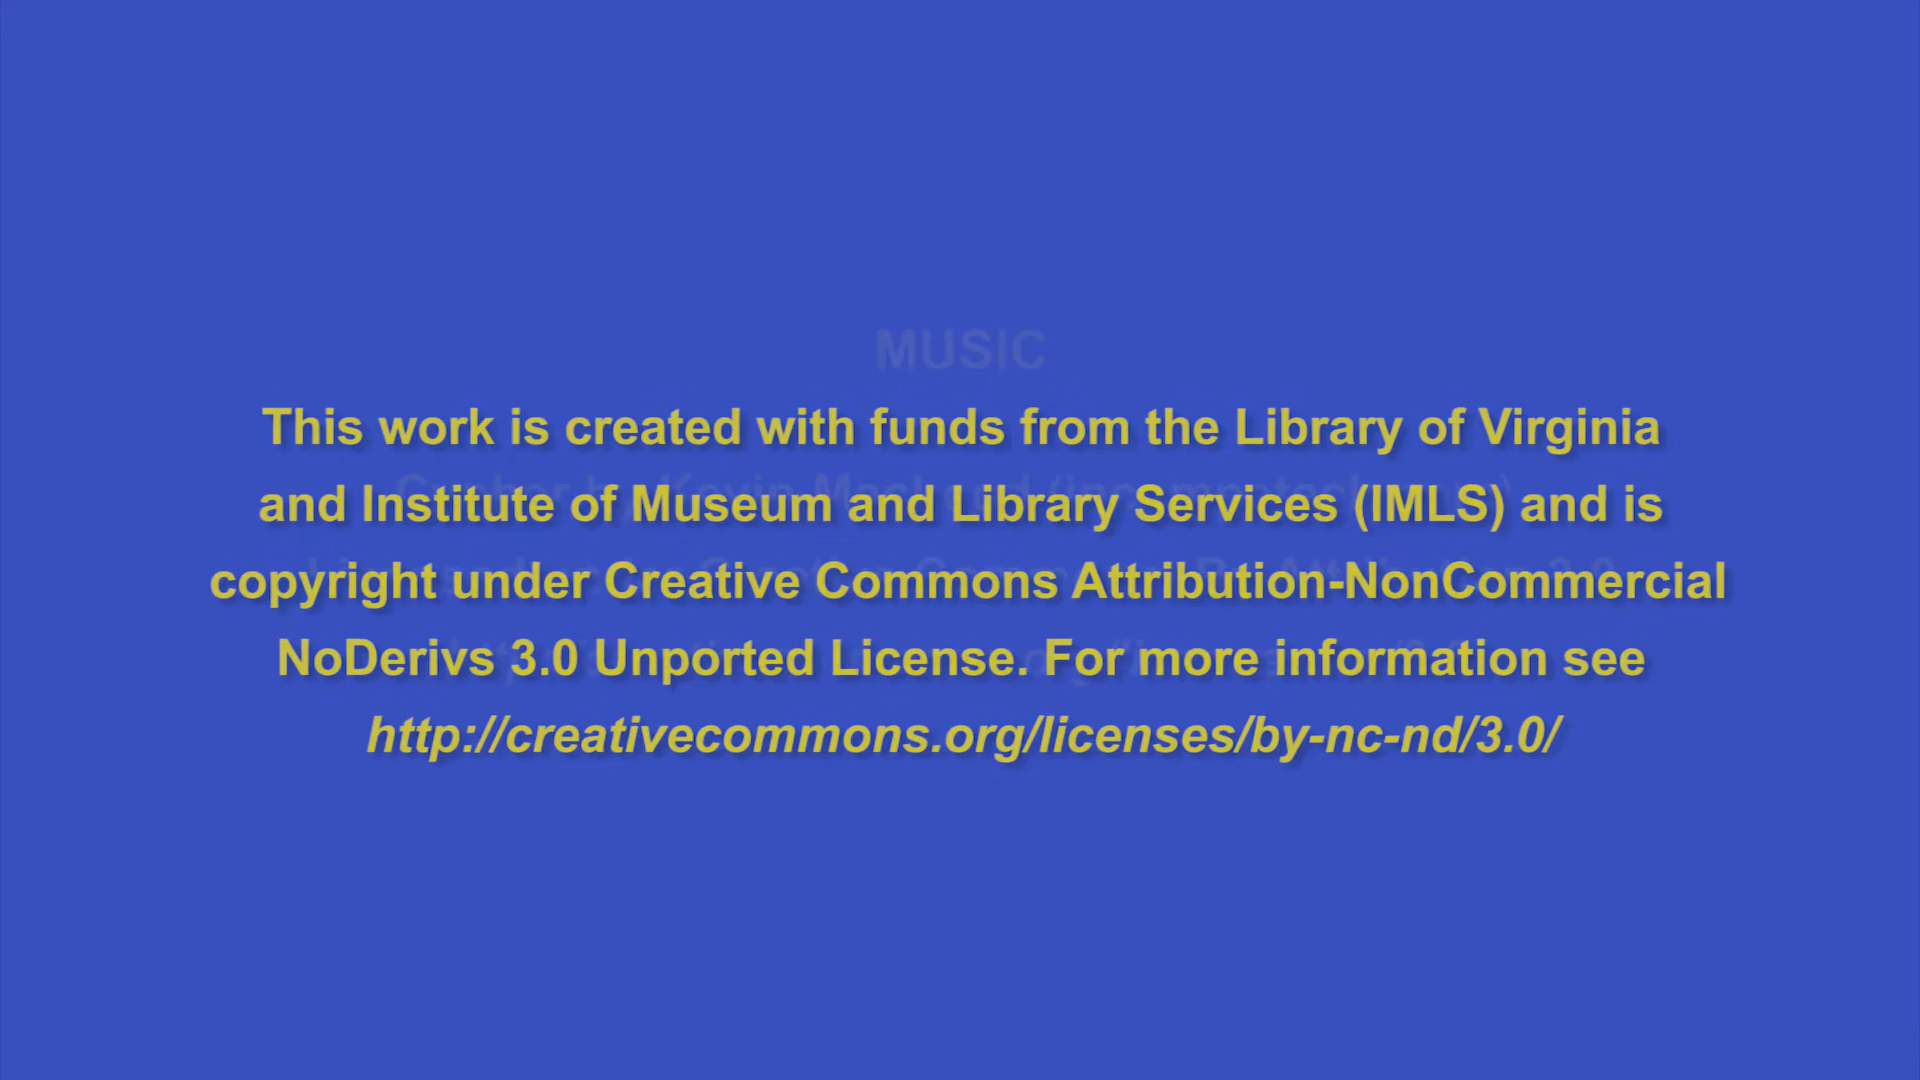 MUSIC
This work is created with funds from the Library of Virginia
and Institute of Museum and Library Services (IMLS) and is
copyright under Creative Commons Attribution-NonCommercial
NoDerivs 3.0 Unported License. For more information see
http://creativecommons.org/licenses/by-nc-nd/3.0/